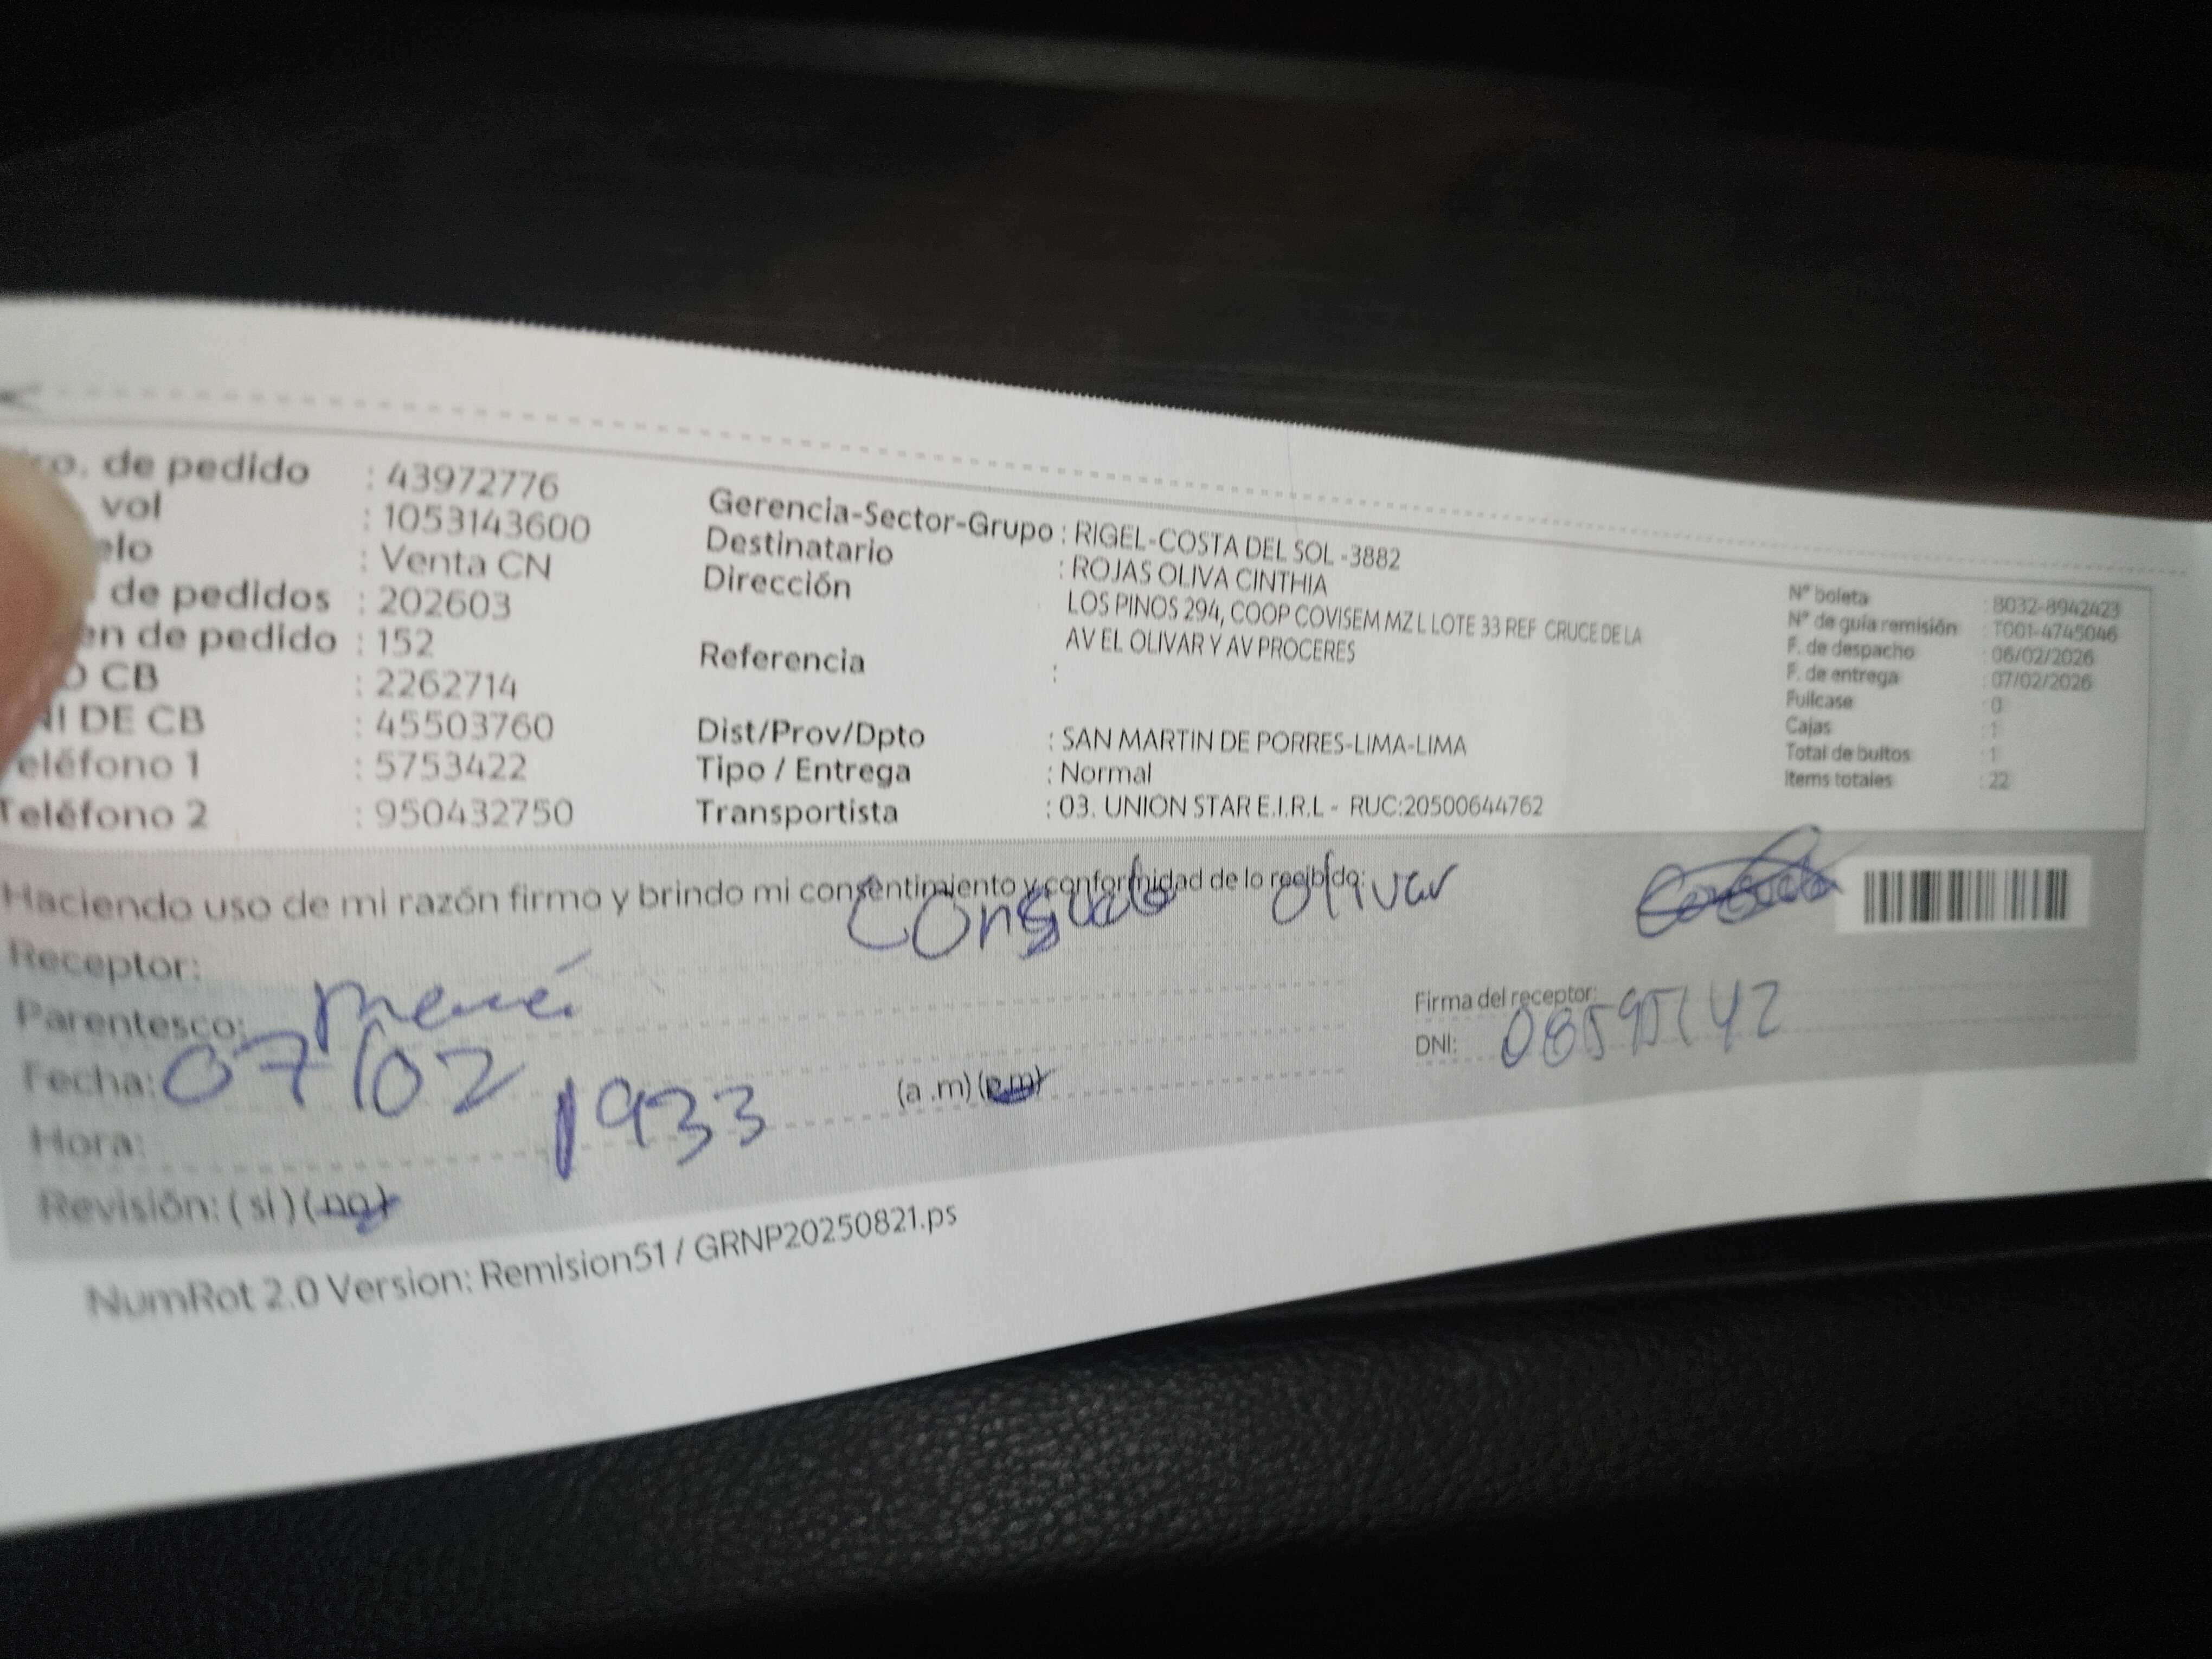 o. de pedido : 43972776
vol : 1053143600
elo : Venta CN
de pedidos : 202603
en de pedido : 152
O CB : 2262714
NI DE CB : 45503760
Teléfono 1 : 5753422
Teléfono 2 : 950432750
Gerencia-Sector-Grupo : RIGEL-COSTA DEL SOL -3882
Destinatario : ROJAS OLIVA CINTHIA
Dirección LOS PINOS 294, COOP COVISEM MZ L LOTE 33 REF CRUCE DE LA
AV EL OLIVAR Y AV PROCERES
Referencia :
Dist/Prov/Dpto : SAN MARTIN DE PORRES-LIMA-LIMA
Tipo / Entrega : Normal
Transportista : 03. UNION STAR E.I.R.L - RUC:20500644762
N° boleta : B032-8942423
N° de guía remisión : T001-4745046
F. de despacho : 06/02/2026
F. de entrega : 07/02/2026
Fullcase : 0
Cajas : 1
Total de bultos : 1
Items totales : 22
Haciendo uso de mi razón firmo y brindo mi consentimiento y conformidad de lo recibido:
Receptor: Consuelo olivar
Parentesco:
Fecha: 07/02
Hora: 1933 (a .m) (p.m)
Revisión: ( si ) ( no )
Firma del receptor:
DNI:
NumRot 2.0 Version: Remision51 / GRNP20250821.ps